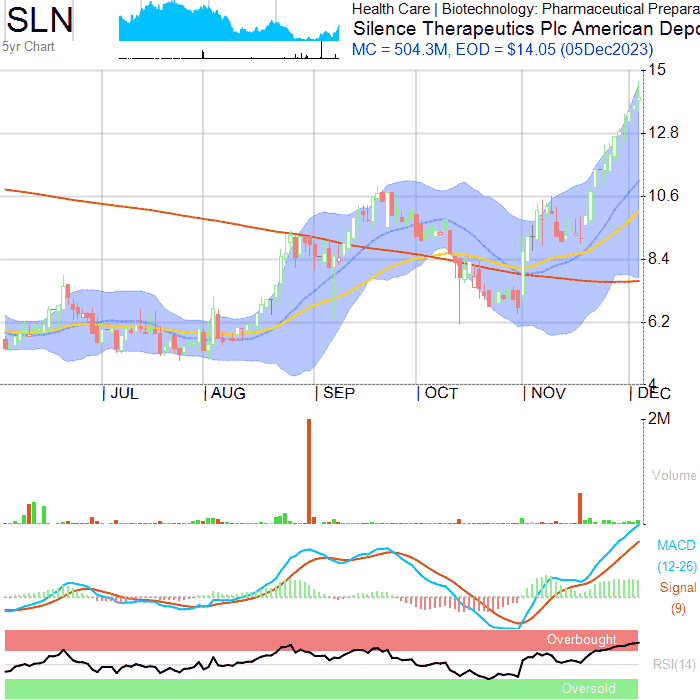 SLN
5yr Chart
Health Care | Biotechnology: Pharmaceutical Prepara
Silence Therapeutics Plc American Depo
MC = 504.3M, EOD = $14.05 (05Dec2023)
15
12.8
10.6
8.4
6.2
4
JUL AUG SEP OCT NOV DEC
2M
Volume
MACD
(12-26)
Signal
(9)
Overbought
RSI(14)
Oversold